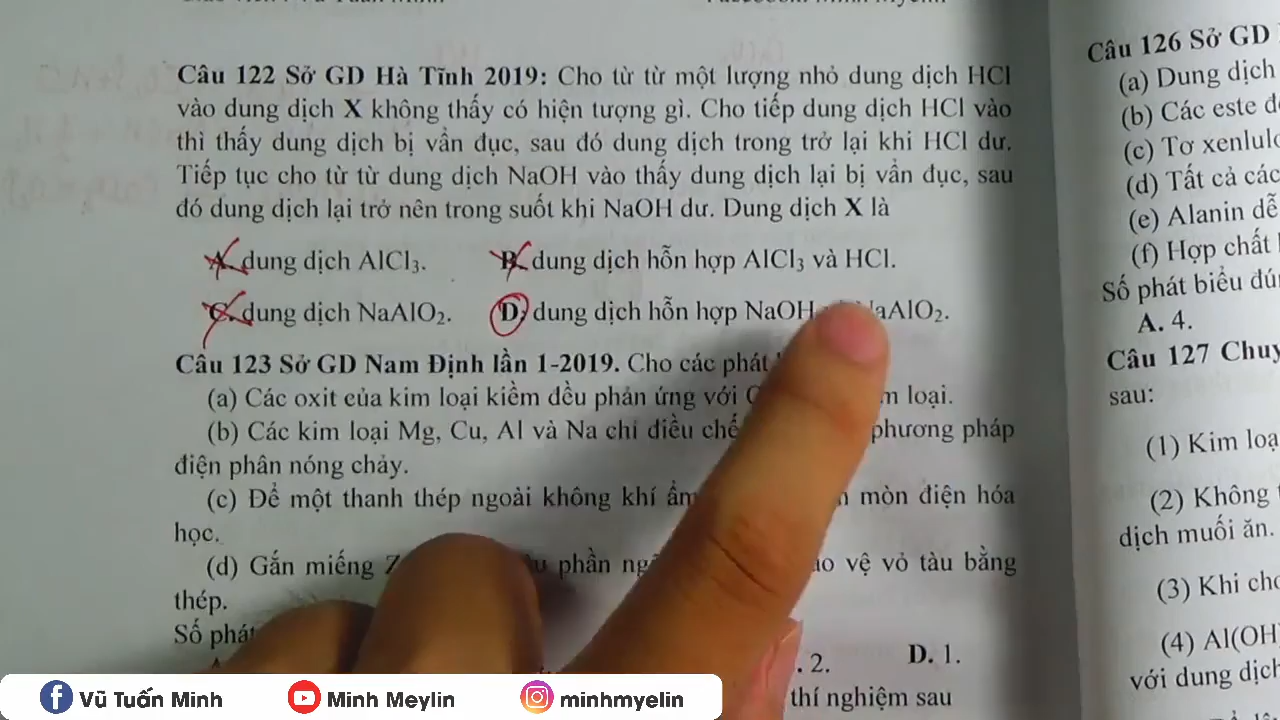 Câu 122 Sở GD Hà Tĩnh 2019: Cho từ từ một lượng nhỏ dung dịch HCl
vào dung dịch X không thấy có hiện tượng gì. Cho tiếp dung dịch HCl vào
thì thấy dung dịch bị vẩn đục, sau đó dung dịch trong trở lại khi HCl dư.
Tiếp tục cho từ từ dung dịch NaOH vào thấy dung dịch lại bị vẩn đục, sau
đó dung dịch lại trở nên trong suốt khi NaOH dư. Dung dịch X là
A. dung dịch AlCl₃. B. dung dịch hỗn hợp AlCl₃ và HCl.
C. dung dịch NaAlO₂. D. dung dịch hỗn hợp NaOH NaAlO₂.
Câu 123 Sở GD Nam Định lần 1-2019. Cho các phát
(a) Các oxit của kim loại kiềm đều phản ứng với loại.
(b) Các kim loại Mg, Cu, Al và Na chỉ điều chế phương pháp
điện phân nóng chảy.
(c) Để một thanh thép ngoài không khí ẩm mòn điện hóa
học.
(d) Gắn miếng phần vệ vỏ tàu bằng
thép.
Số phát
2. D. 1.
thí nghiệm sau
Câu 126 Sở GD
(a) Dung dịch
(b) Các este
(c) Tơ
(d) Tất cả các
(e) Alanin dễ
(f) Hợp chất
Số phát biểu
A. 4.
Câu 127
sau:
(1) Kim
(2) Không
dịch muối ăn.
(3) Khi
(4)
với dung dịch
Vũ Tuấn Minh Minh Meylin minhmyelin